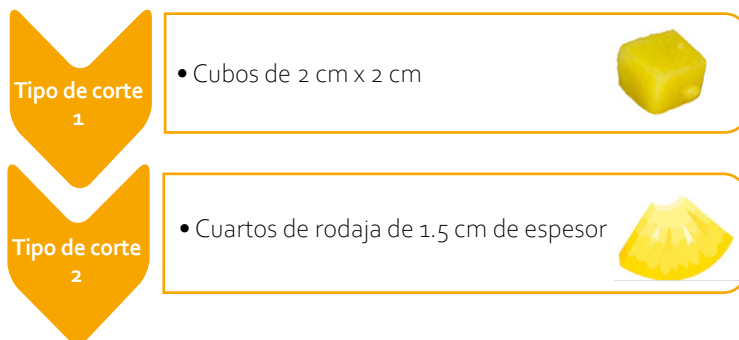 Tipo de corte
1
• Cubos de 2 cm x 2 cm
Tipo de corte
2
• Cuartos de rodaja de 1.5 cm de espesor